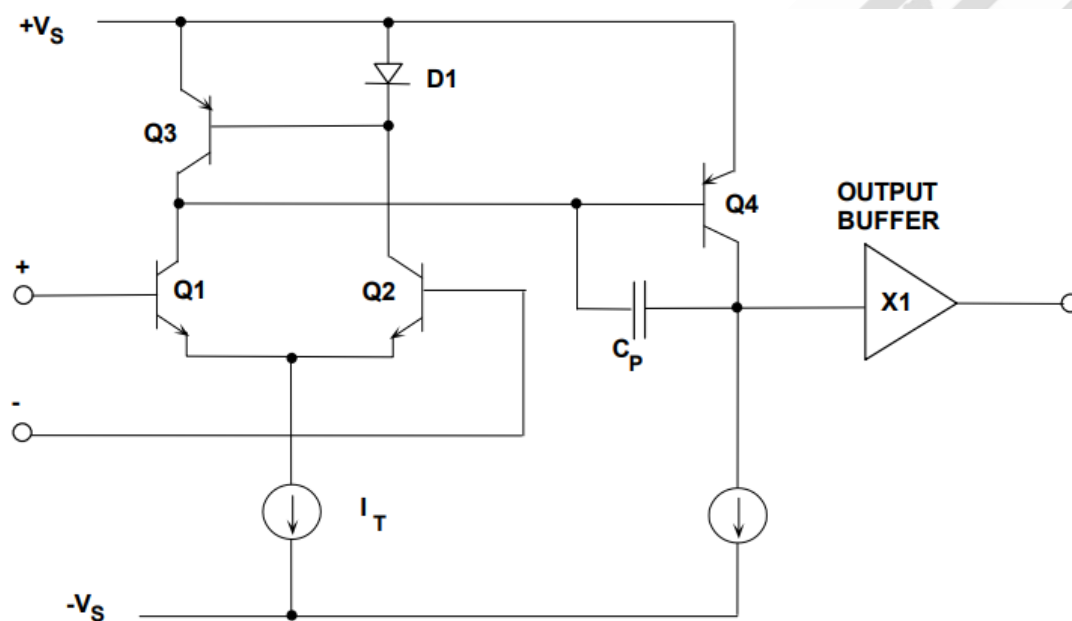 +VS
D1
Q3
Q4
OUTPUT
BUFFER
+
Q1
Q2
X1
CP
-
IT
-VS